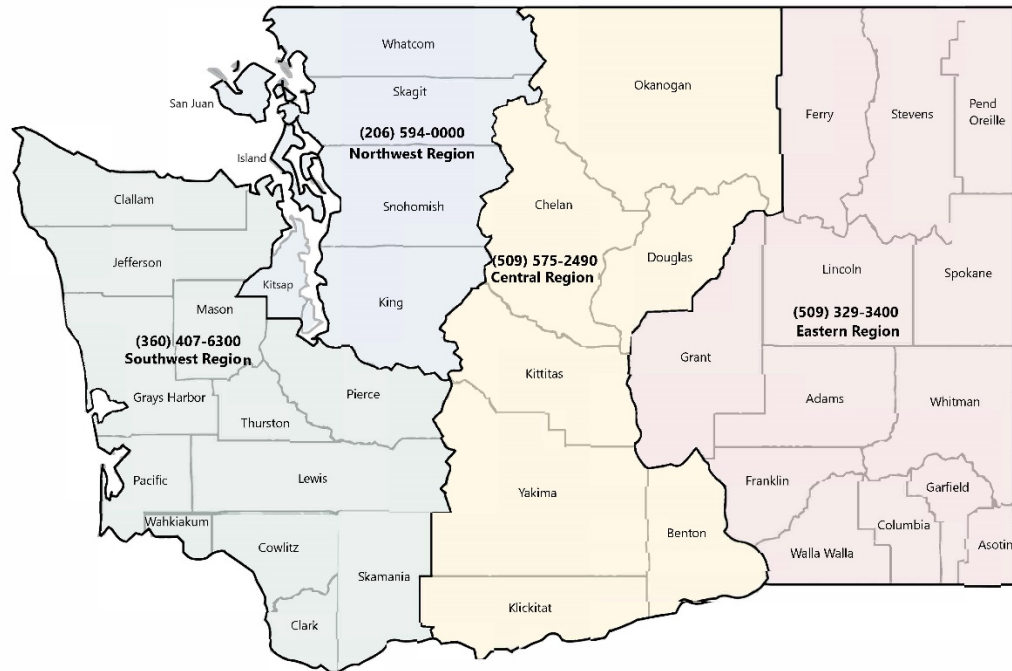 Whatcom
San Juan
Skagit
(206) 594-0000
Northwest Region
Island
Snohomish
Clallam
Jefferson
Kitsap
King
Mason
(360) 407-6300
Southwest Region
Grays Harbor
Thurston
Pierce
Pacific
Lewis
Wahkiakum
Cowlitz
Skamania
Clark
Okanogan
Chelan
Douglas
(509) 575-2490
Central Region
Kittitas
Yakima
Benton
Klickitat
Ferry
Stevens
Pend
Oreille
Lincoln
Spokane
(509) 329-3400
Eastern Region
Grant
Adams
Whitman
Franklin
Garfield
Columbia
Walla Walla
Asotin